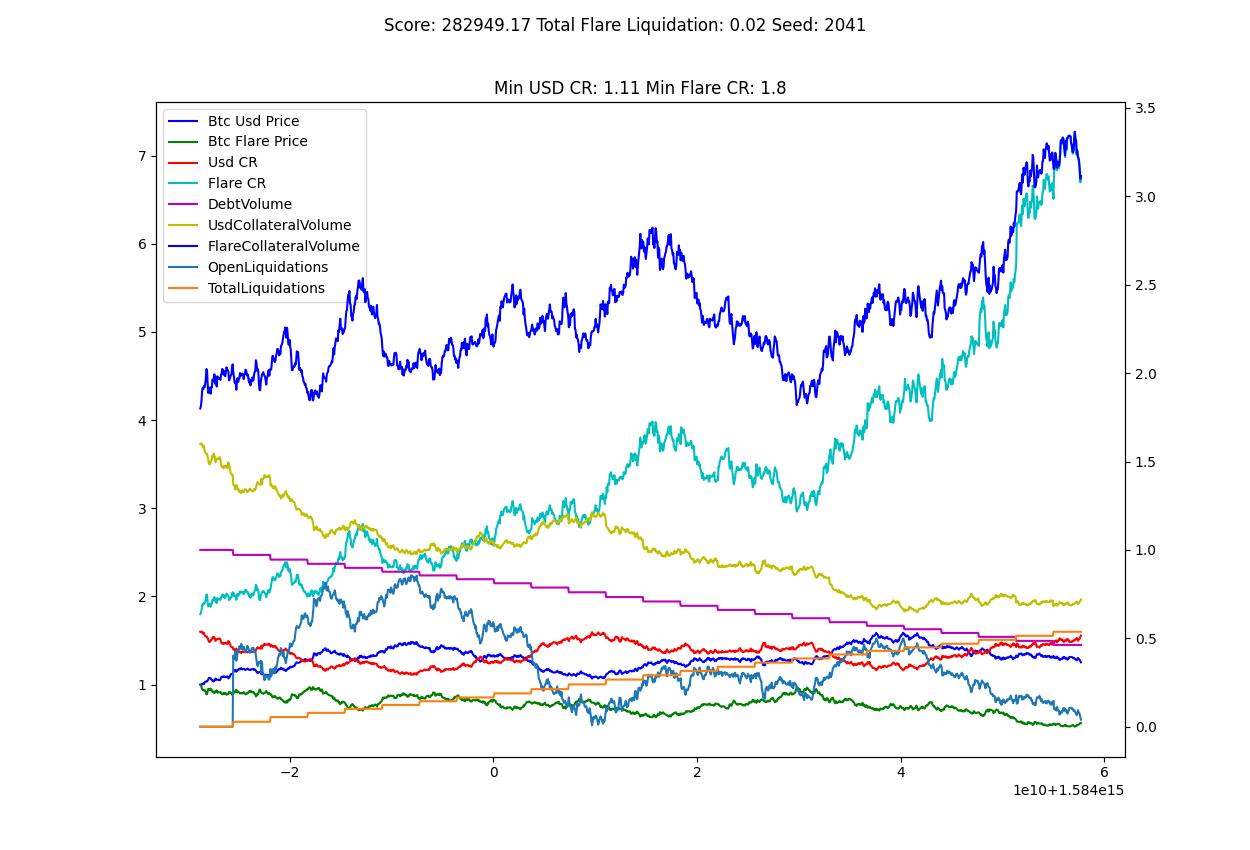 Score: 282949.17 Total Flare Liquidation: 0.02 Seed: 2041
Min USD CR: 1.11 Min Flare CR: 1.8
Btc Usd Price
Btc Flare Price
Usd CR
Flare CR
DebtVolume
UsdCollateralVolume
FlareCollateralVolume
OpenLiquidations
TotalLiquidations
7
6
5
4
3
2
1
3.5
3.0
2.5
2.0
1.5
1.0
0.5
0.0
−2 0 2 4 6
1e10+1.584e15